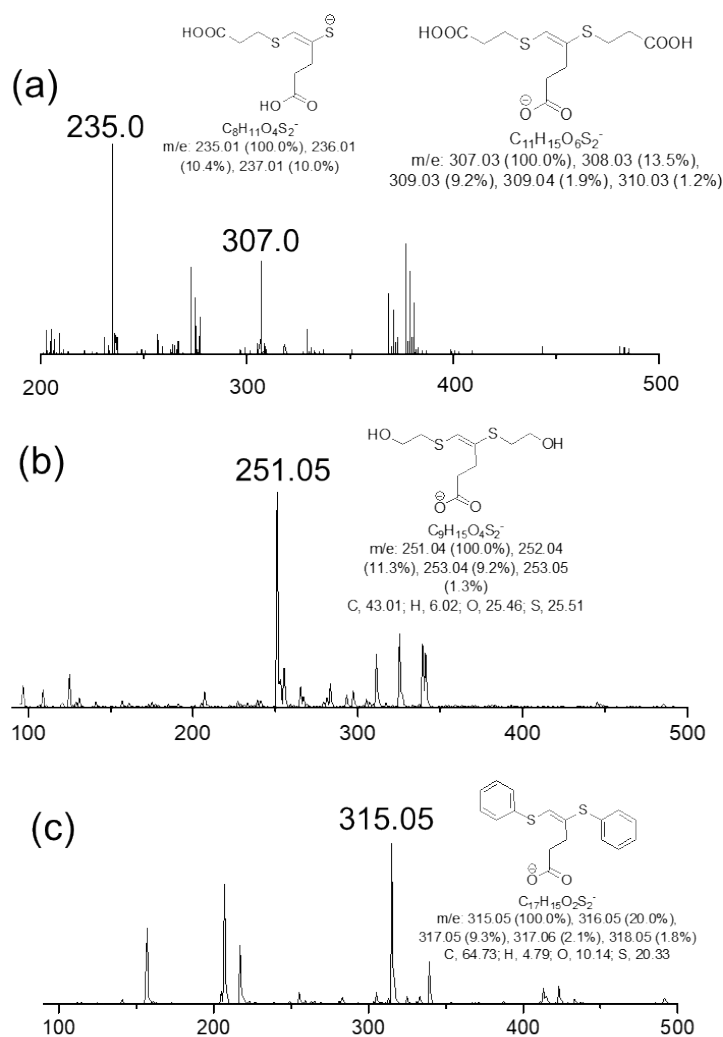 (a)
HOOC
S
S
⊖
HO
O
C₈H₁₁O₄S₂⁻
m/e: 235.01 (100.0%), 236.01
(10.4%), 237.01 (10.0%)
HOOC
S
S
COOH
⊖
O
O
C₁₁H₁₅O₆S₂⁻
m/e: 307.03 (100.0%), 308.03 (13.5%),
309.03 (9.2%), 309.04 (1.9%), 310.03 (1.2%)
235.0
307.0
200
300
400
500
(b)
251.05
HO
S
S
OH
⊖
O
O
C₉H₁₅O₄S₂⁻
m/e: 251.04 (100.0%), 252.04
(11.3%), 253.04 (9.2%), 253.05
(1.3%)
C, 43.01; H, 6.02; O, 25.46; S, 25.51
100
200
300
400
500
(c)
315.05
S
S
⊖
O
O
C₁₇H₁₅O₂S₂⁻
m/e: 315.05 (100.0%), 316.05 (20.0%),
317.05 (9.3%), 317.06 (2.1%), 318.05 (1.8%)
C, 64.73; H, 4.79; O, 10.14; S, 20.33
100
200
300
400
500